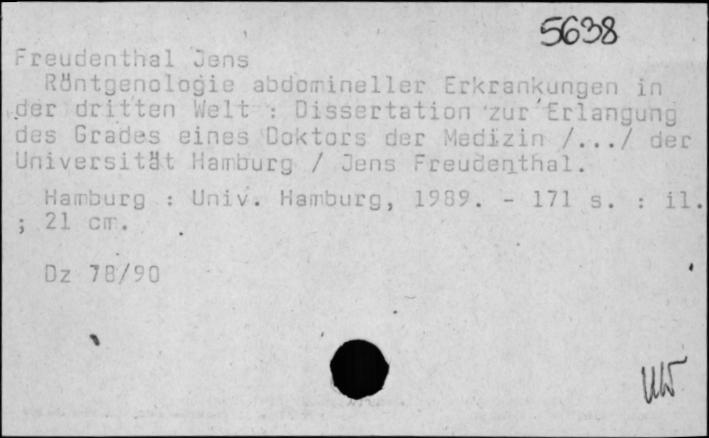 5638
Freudenthal Jens
Röntgenologie abdomineller Erkrankungen in
der dritten Welt : Dissertation zur Erlangung
des Grades eines Doktors der Medizin /.../ der
Universität Hamburg / Jens Freudenthal.
Hamburg : Univ. Hamburg, 1989. - 171 s. : il.
; 21 cm.
Dz 78/90